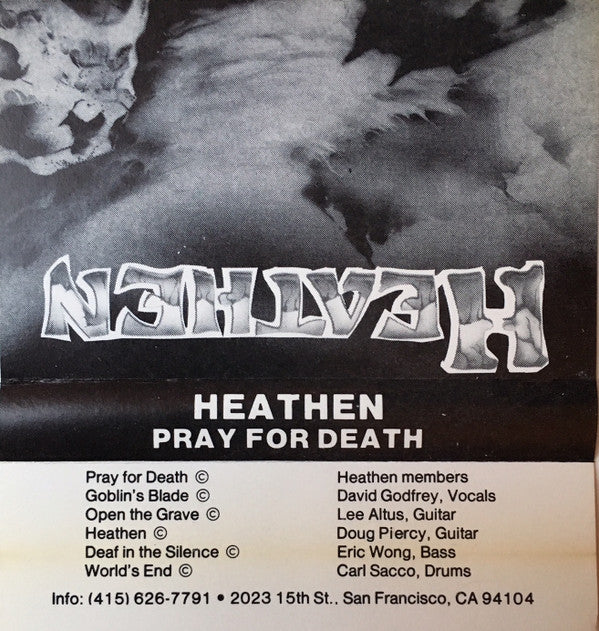 HEATHEN
HEATHEN
PRAY FOR DEATH
Pray for Death ©
Goblin's Blade ©
Open the Grave ©
Heathen ©
Deaf in the Silence ©
World's End ©
Heathen members
David Godfrey, Vocals
Lee Altus, Guitar
Doug Piercy, Guitar
Eric Wong, Bass
Carl Sacco, Drums
Info: (415) 626-7791 • 2023 15th St., San Francisco, CA 94104